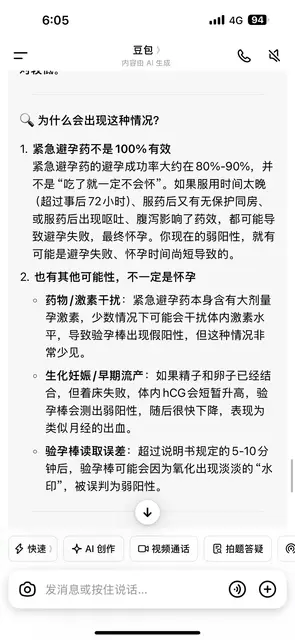 6:05
4G
94
豆包
内容由 AI 生成
为什么会出现这种情况?
1. 紧急避孕药不是100%有效
紧急避孕药的避孕成功率大约在80%-90%，并
不是“吃了就一定不会怀”。如果服用时间太晚
（超过事后72小时）、服药后又有无保护同房、
或服药后出现呕吐、腹泻影响了药效，都可能导
致避孕失败，最终怀孕。你现在的弱阳性，就有
可能是避孕失败、怀孕时间尚短导致的。
2. 也有其他可能性，不一定是怀孕
药物/激素干扰：紧急避孕药本身含有大剂量
孕激素，少数情况下可能会干扰体内激素水
平，导致验孕棒出现假阳性，但这种情况非
常少见。
生化妊娠/早期流产：如果精子和卵子已经结
合，但着床失败，体内hCG会短暂升高，验
孕棒会测出弱阳性，随后很快下降，表现为
类似月经的出血。
验孕棒读取误差：超过说明书规定的5-10分
钟后，验孕棒可能会因为氧化出现淡淡的“水
印”，被误判为弱阳性。
快速
AI 创作
视频通话
拍题答疑
发消息或按住说话...